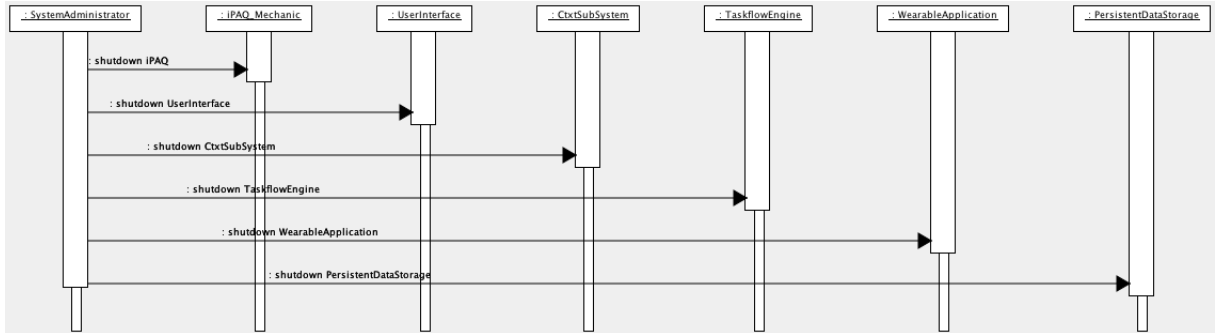 : SystemAdministrator
: iPAQ_Mechanic
: UserInterface
: CtxtSubSystem
: TaskflowEngine
: WearableApplication
: PersistentDataStorage
: shutdown iPAQ
: shutdown UserInterface
: shutdown CtxtSubSystem
: shutdown TaskflowEngine
: shutdown WearableApplication
: shutdown PersistentDataStorage